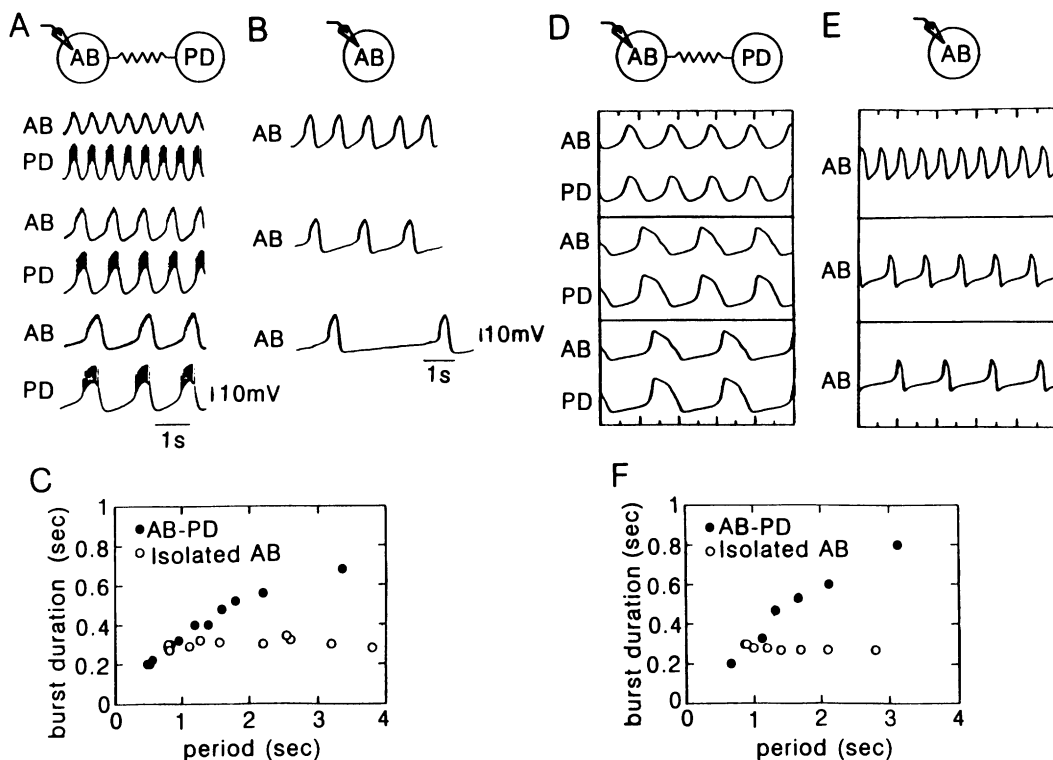 A
AB
PD
AB
PD
AB
PD
AB
PD
10mV
1s
B
AB
AB
AB
AB
10mV
1s
D
AB
PD
AB
PD
AB
PD
AB
PD
E
AB
AB
AB
AB
C
burst duration (sec)
1
0.8
0.6
0.4
0.2
0
AB-PD
Isolated AB
0
1
2
3
4
period (sec)
F
burst duration (sec)
1
0.8
0.6
0.4
0.2
0
AB-PD
Isolated AB
0
1
2
3
4
period (sec)